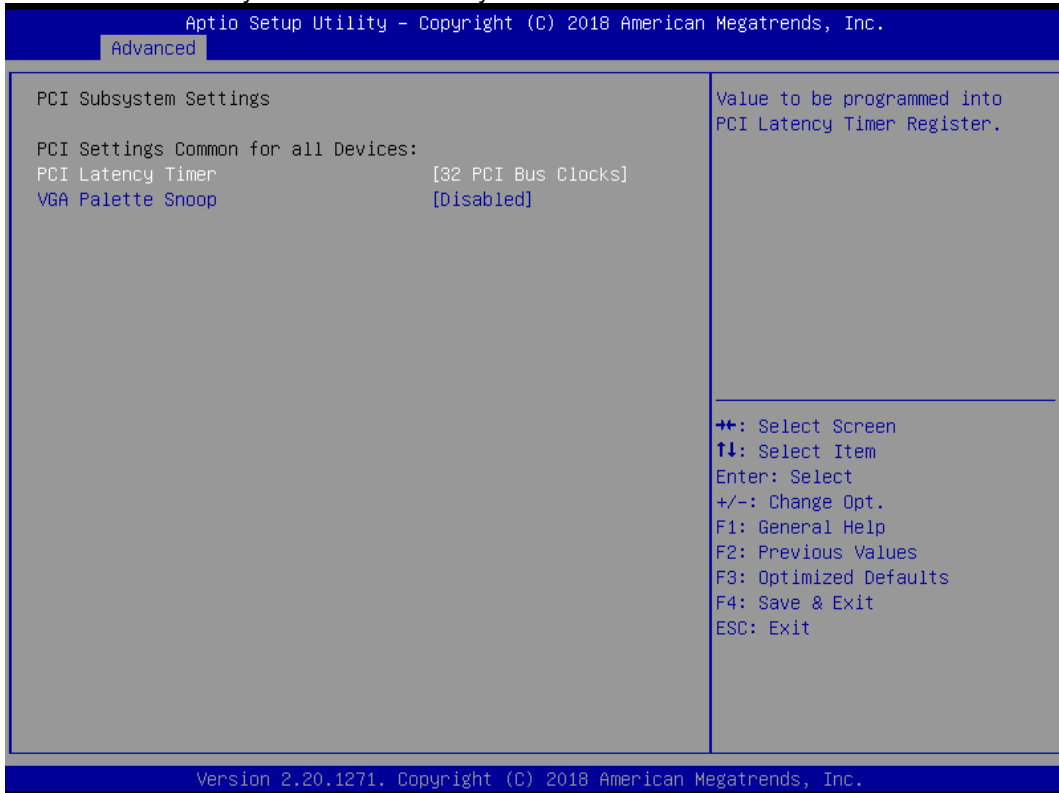 Aptio Setup Utility – Copyright (C) 2018 American Megatrends, Inc.
Advanced
PCI Subsystem Settings
PCI Settings Common for all Devices:
PCI Latency Timer [32 PCI Bus Clocks]
VGA Palette Snoop [Disabled]
Value to be programmed into
PCI Latency Timer Register.
→←: Select Screen
↑↓: Select Item
Enter: Select
+/-: Change Opt.
F1: General Help
F2: Previous Values
F3: Optimized Defaults
F4: Save & Exit
ESC: Exit
Version 2.20.1271. Copyright (C) 2018 American Megatrends, Inc.